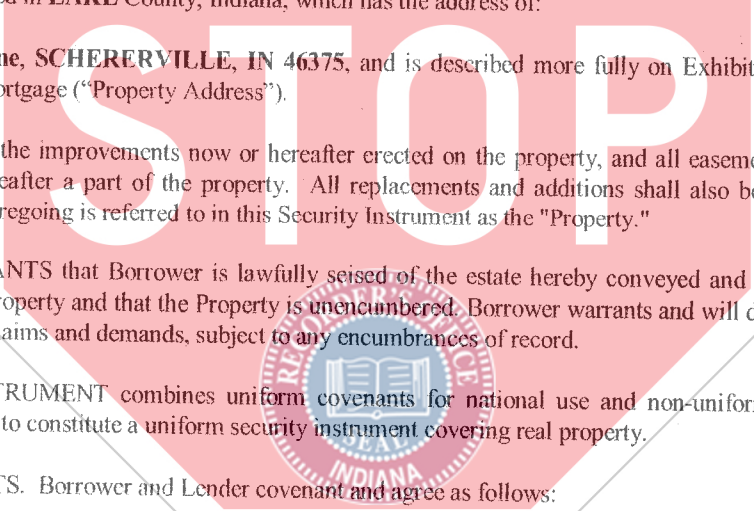 LAKE County, Indiana, which has the address of:
ne, SCHERERVILLE, IN 46375, and is described more fully on Exhibit
ortgage ("Property Address").
the improvements now or hereafter erected on the property, and all easeme
eafter a part of the property. All replacements and additions shall also be
regoing is referred to in this Security Instrument as the "Property."
ANTS that Borrower is lawfully seised of the estate hereby conveyed and
roperty and that the Property is unencumbered. Borrower warrants and will d
aims and demands, subject to any encumbrances of record.
TRUMENT combines uniform covenants for national use and non-uniform
to constitute a uniform security instrument covering real property.
TS. Borrower and Lender covenant and agree as follows:
STOP
RECORDER'S OFFICE
SEAL
INDIANA